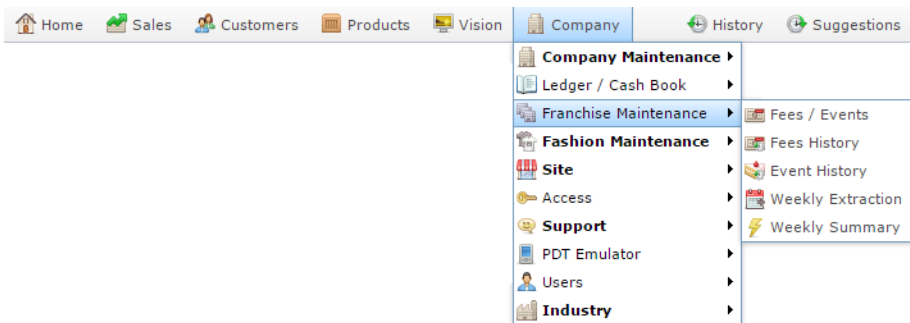 Home Sales Customers Products Vision Company History Suggestions
Company Maintenance
Ledger / Cash Book
Franchise Maintenance
Fashion Maintenance
Site
Access
Support
PDT Emulator
Users
Industry
Fees / Events
Fees History
Event History
Weekly Extraction
Weekly Summary